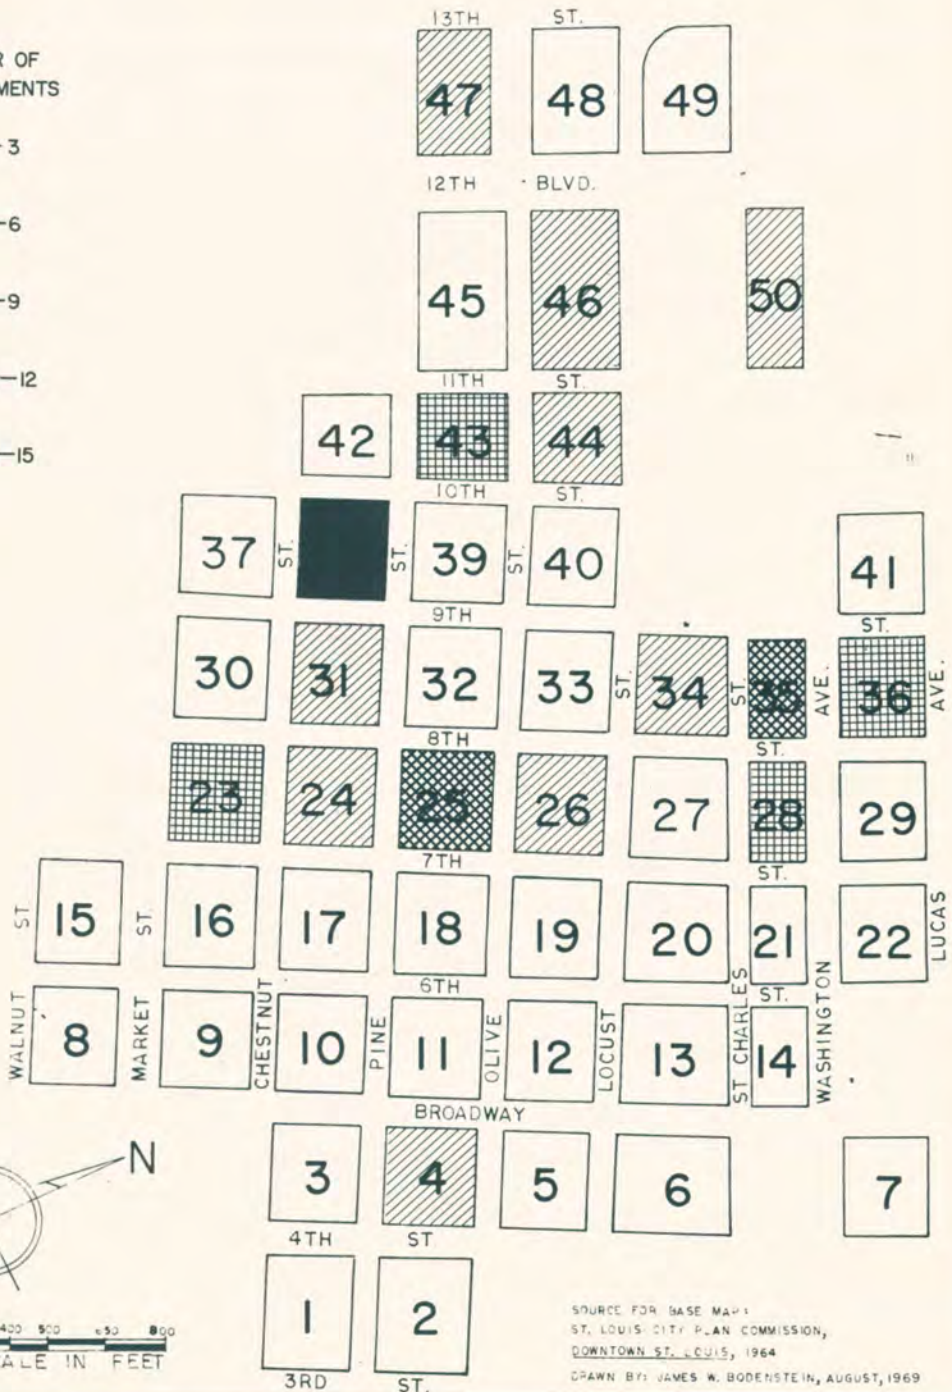 13TH ST.
R OF
MENTS
-3
-6
-9
-12
-15
47 48 49
12TH BLVD.
45 46 50
11TH ST.
42 43 44
10TH ST.
37 ST. ST. 39 ST. 40 41
9TH ST.
30 31 32 33 ST. 34 ST. 35 AVE. 36 AVE.
8TH ST.
23 24 25 26 27 28 29
7TH ST.
ST. 15 ST. 16 17 18 19 20 21 22 LUCAS
6TH ST.
WALNUT 8 MARKET 9 CHESTNUT 10 PINE 11 OLIVE 12 LOCUST 13 ST CHARLES 14 WASHINGTON
BROADWAY
N
3 4 5 6 7
4TH ST.
1 2
3RD ST.
400 500 650 800
ALE IN FEET
SOURCE FOR BASE MAP:
ST. LOUIS CITY PLAN COMMISSION,
DOWNTOWN ST. LOUIS, 1964
DRAWN BY: JAMES W. BODENSTEIN, AUGUST, 1969